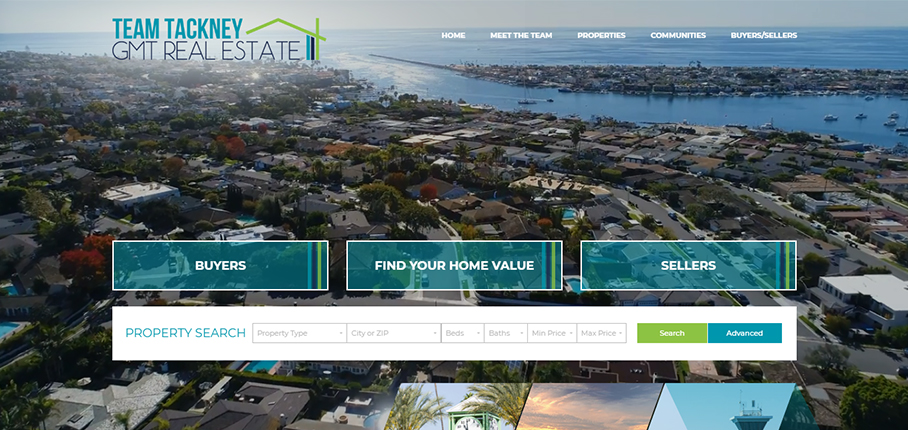 TEAM TACKNEY
GMT REAL ESTATE
HOME MEET THE TEAM PROPERTIES COMMUNITIES BUYERS/SELLERS
BUYERS FIND YOUR HOME VALUE SELLERS
PROPERTY SEARCH Property Type City or ZIP Beds Baths Min Price Max Price Search Advanced